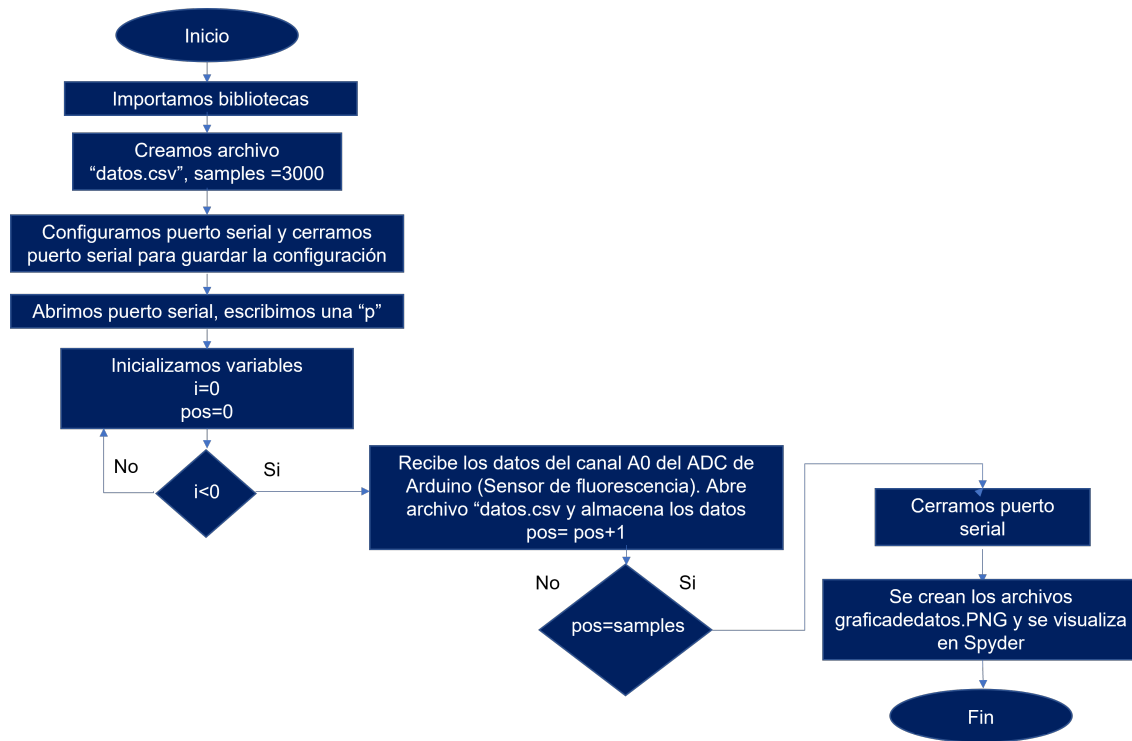 Inicio
Importamos bibliotecas
Creamos archivo
“datos.csv”, samples =3000
Configuramos puerto serial y cerramos
puerto serial para guardar la configuración
Abrimos puerto serial, escribimos una “p”
Inicializamos variables
i=0
pos=0
No
i<0
Si
Recibe los datos del canal A0 del ADC de
Arduino (Sensor de fluorescencia). Abre
archivo “datos.csv y almacena los datos
pos= pos+1
No
Si
pos=samples
Cerramos puerto
serial
Se crean los archivos
graficadedatos.PNG y se visualiza
en Spyder
Fin